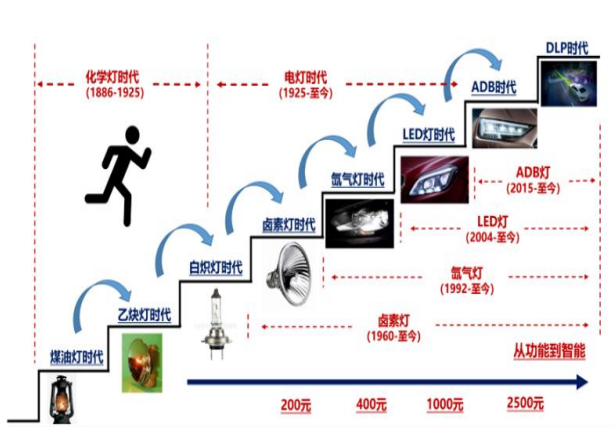 DLP时代
化学灯时代
(1886-1925)
电灯时代
(1925-至今)
ADB时代
LED灯时代
ADB灯
(2015-至今)
氙气灯时代
LED灯
(2004-至今)
卤素灯时代
白炽灯时代
氙气灯
(1992-至今)
乙炔灯时代
卤素灯
(1960-至今)
煤油灯时代
从功能到智能
200元
400元
1000元
2500元